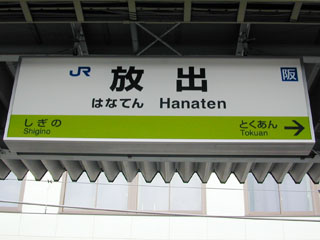 JR 放出 阪
はなてん Hanaten
しぎの とくあん
Shigino Tokuan